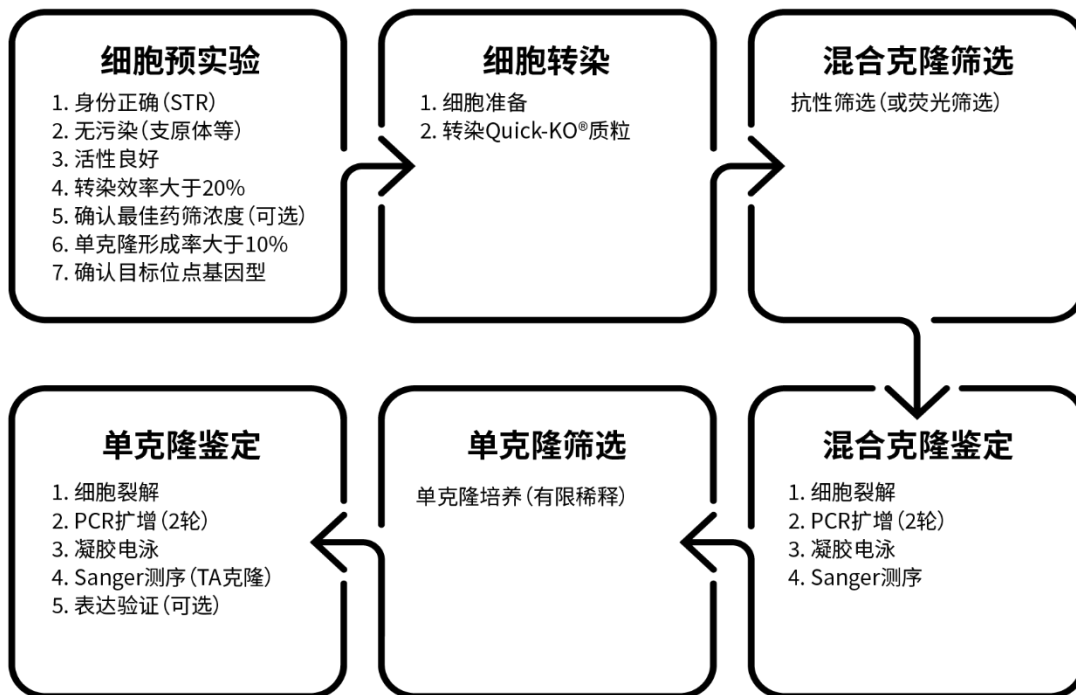 细胞预实验
1. 身份正确(STR)
2. 无污染(支原体等)
3. 活性良好
4. 转染效率大于20%
5. 确认最佳药筛浓度(可选)
6. 单克隆形成率大于10%
7. 确认目标位点基因型
细胞转染
1. 细胞准备
2. 转染Quick-KO®质粒
混合克隆筛选
抗性筛选(或荧光筛选)
混合克隆鉴定
1. 细胞裂解
2. PCR扩增(2轮)
3. 凝胶电泳
4. Sanger测序
单克隆筛选
单克隆培养(有限稀释)
单克隆鉴定
1. 细胞裂解
2. PCR扩增(2轮)
3. 凝胶电泳
4. Sanger测序(TA克隆)
5. 表达验证(可选)